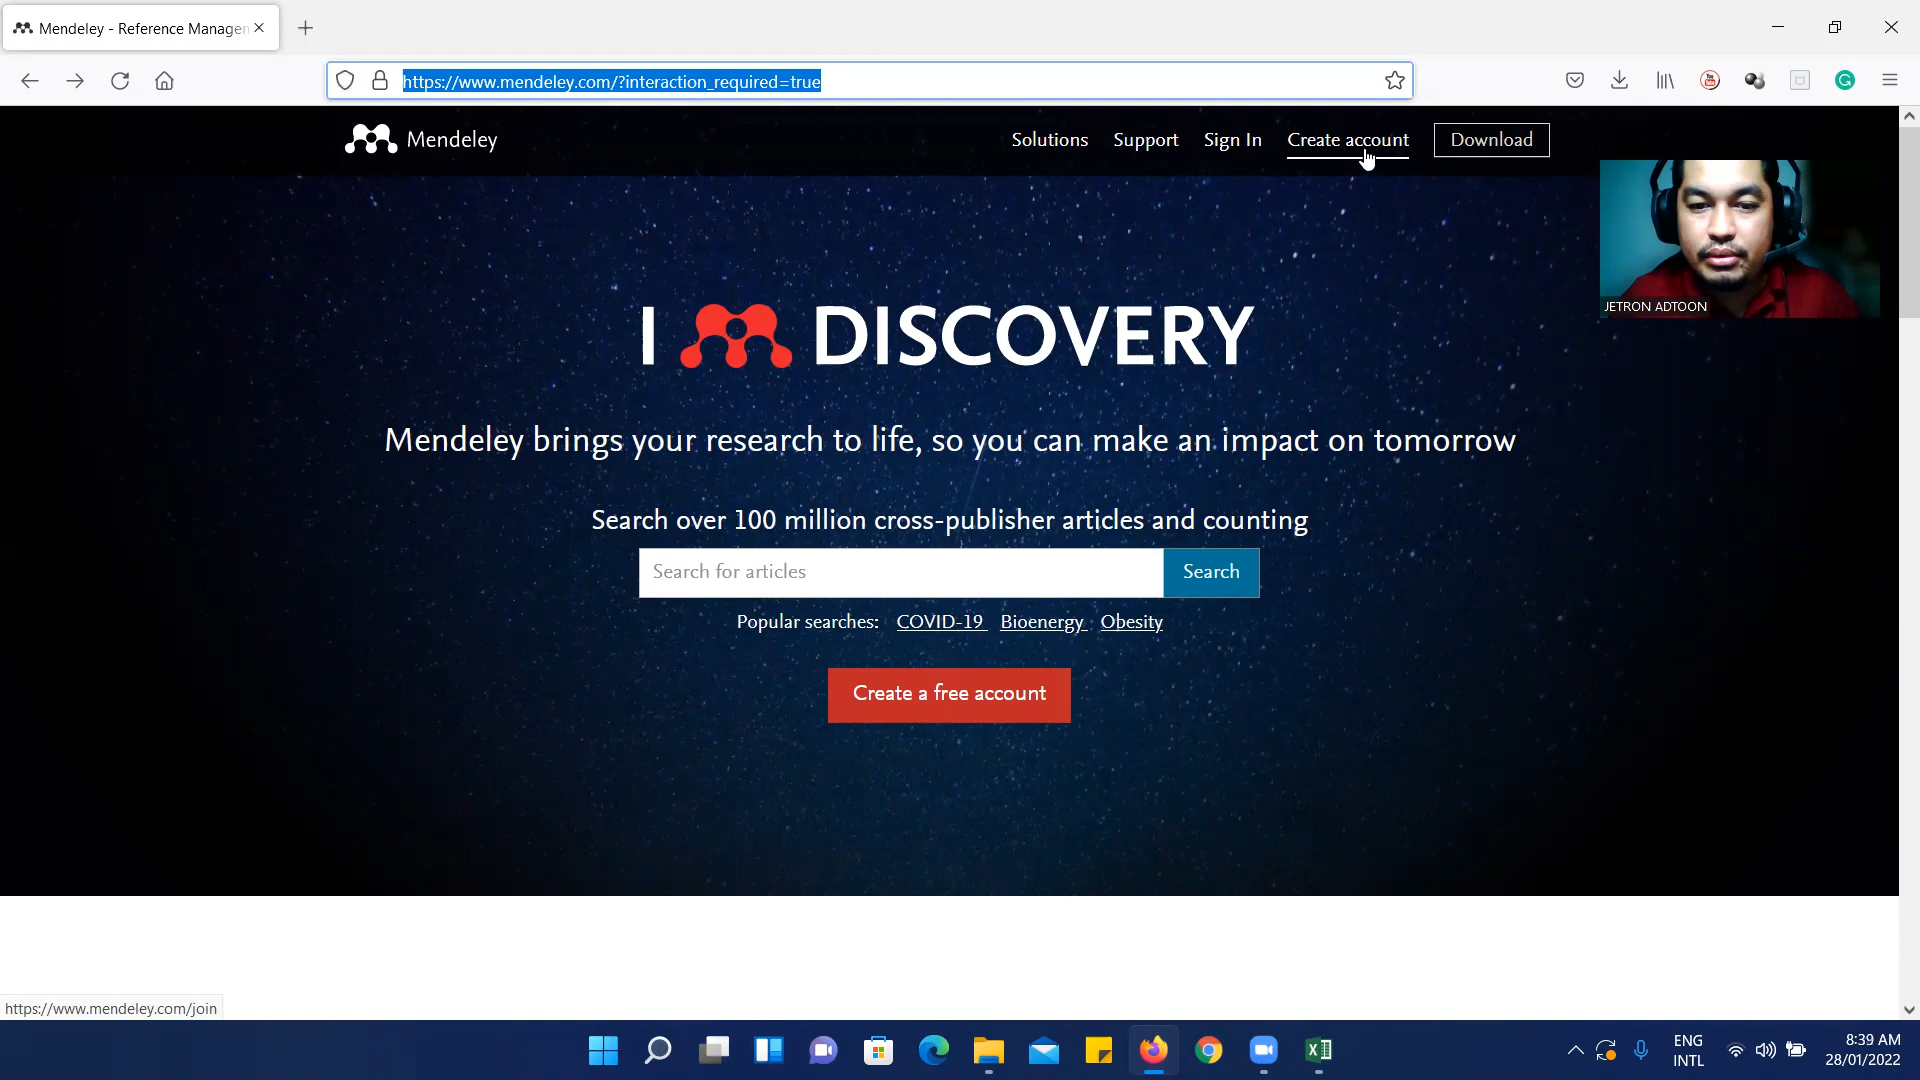 Mendeley - Reference Manager
https://www.mendeley.com/?interaction_required=true
Mendeley
Solutions Support Sign In Create account Download
JETRON ADTOON
I DISCOVERY
Mendeley brings your research to life, so you can make an impact on tomorrow
Search over 100 million cross-publisher articles and counting
Search for articles Search
Popular searches: COVID-19 Bioenergy Obesity
Create a free account
https://www.mendeley.com/join
ENG
INTL
8:39 AM
28/01/2022